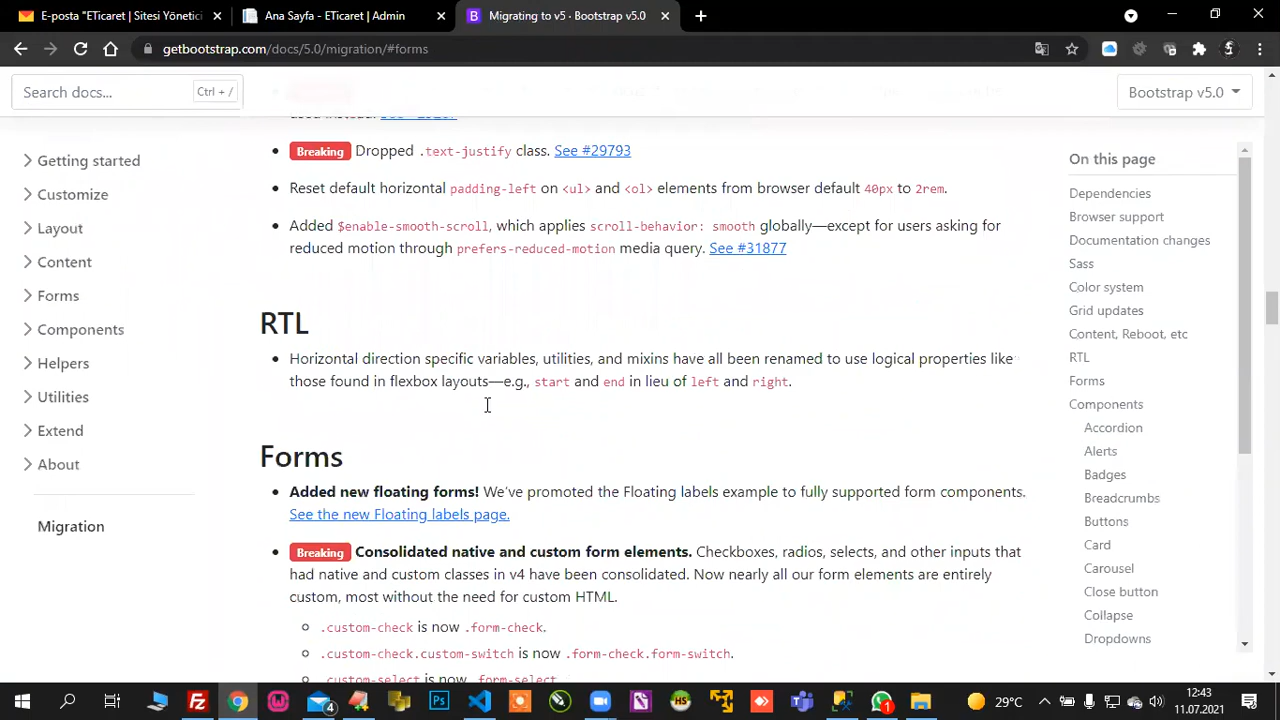 E-posta ETicaret | Sitesi Yönetici
Ana Sayfa - ETicaret | Admin
Migrating to v5 · Bootstrap v5.0
getbootstrap.com/docs/5.0/migration/#forms
Search docs...
Ctrl + /
Bootstrap v5.0
Getting started
Customize
Layout
Content
Forms
Components
Helpers
Utilities
Extend
About
Migration
Breaking Dropped .text-justify class. See #29793
Reset default horizontal padding-left on <ul> and <ol> elements from browser default 40px to 2rem.
Added $enable-smooth-scroll, which applies scroll-behavior: smooth globally—except for users asking for
reduced motion through prefers-reduced-motion media query. See #31877
RTL
Horizontal direction specific variables, utilities, and mixins have all been renamed to use logical properties like
those found in flexbox layouts—e.g., start and end in lieu of left and right.
Forms
Added new floating forms! We've promoted the Floating labels example to fully supported form components.
See the new Floating labels page.
Breaking Consolidated native and custom form elements. Checkboxes, radios, selects, and other inputs that
had native and custom classes in v4 have been consolidated. Now nearly all our form elements are entirely
custom, most without the need for custom HTML.
.custom-check is now .form-check.
.custom-check.custom-switch is now .form-check.form-switch.
.custom-select is now .form-select.
On this page
Dependencies
Browser support
Documentation changes
Sass
Color system
Grid updates
Content, Reboot, etc
RTL
Forms
Components
Accordion
Alerts
Badges
Breadcrumbs
Buttons
Card
Carousel
Close button
Collapse
Dropdowns
4
1
29°C
12:43
11.07.2021